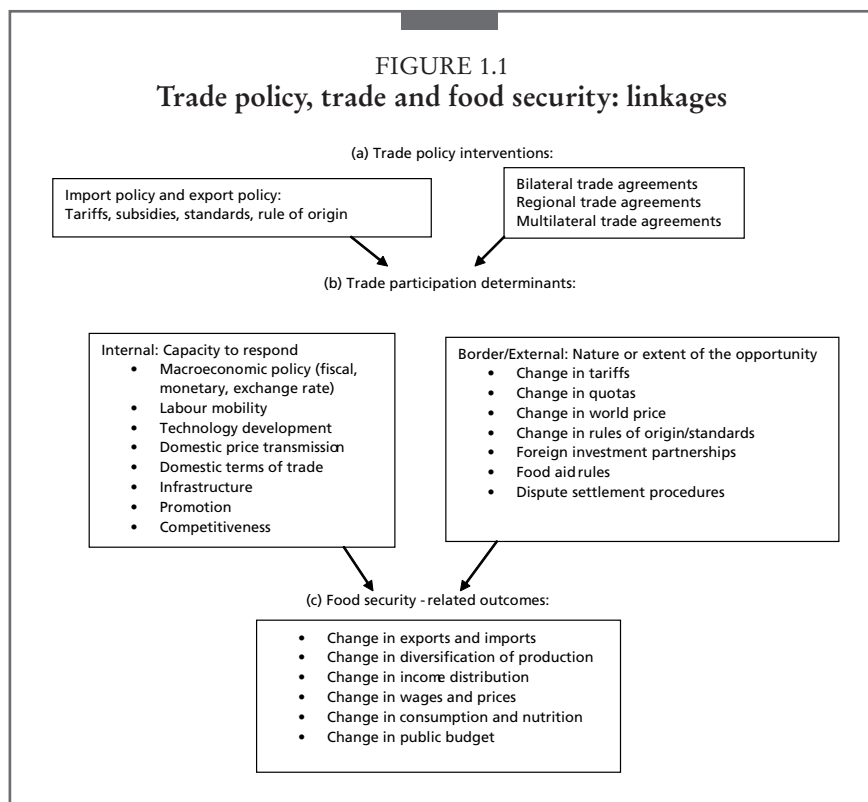 FIGURE 1.1
Trade policy, trade and food security: linkages
(a) Trade policy interventions:
Import policy and export policy:
Tariffs, subsidies, standards, rule of origin
Bilateral trade agreements
Regional trade agreements
Multilateral trade agreements
(b) Trade participation determinants:
Internal: Capacity to respond
• Macroeconomic policy (fiscal,
monetary, exchange rate)
• Labour mobility
• Technology development
• Domestic price transmission
• Domestic terms of trade
• Infrastructure
• Promotion
• Competitiveness
Border/External: Nature or extent of the opportunity
• Change in tariffs
• Change in quotas
• Change in world price
• Change in rules of origin/standards
• Foreign investment partnerships
• Food aid rules
• Dispute settlement procedures
(c) Food security - related outcomes:
• Change in exports and imports
• Change in diversification of production
• Change in income distribution
• Change in wages and prices
• Change in consumption and nutrition
• Change in public budget